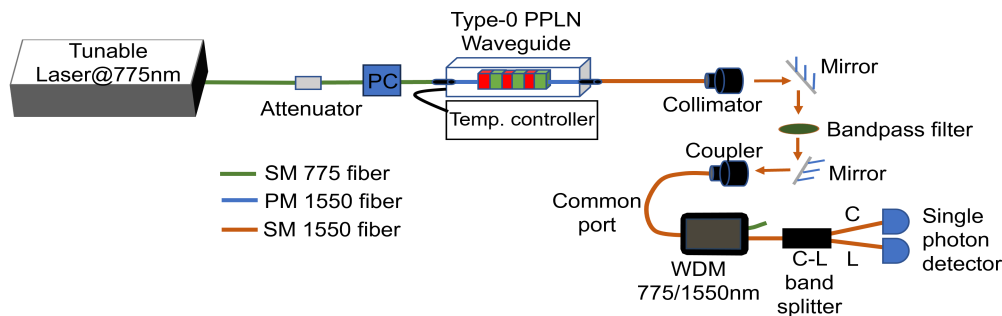 Tunable
Laser@775nm
Attenuator
PC
Type-0 PPLN
Waveguide
Temp. controller
Collimator
Mirror
Bandpass filter
Mirror
Coupler
SM 775 fiber
PM 1550 fiber
SM 1550 fiber
Common
port
WDM
775/1550nm
C-L
band
splitter
C
L
Single
photon
detector